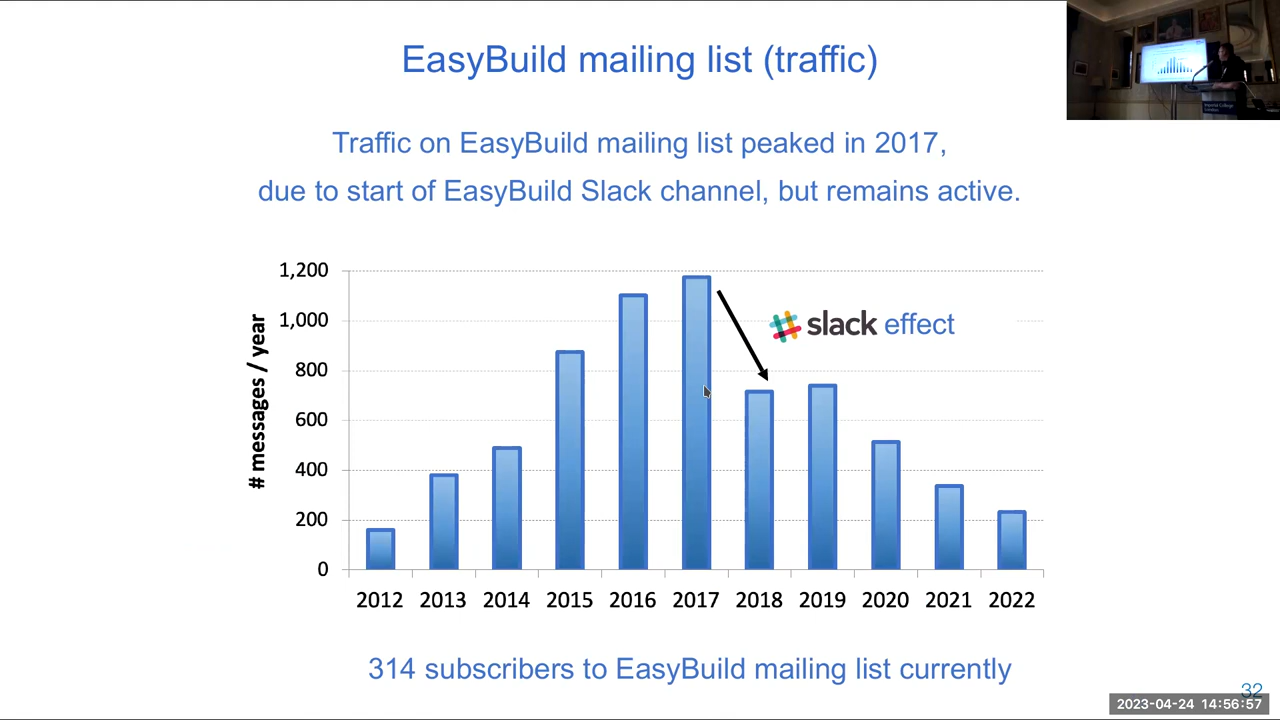 EasyBuild mailing list (traffic)
Traffic on EasyBuild mailing list peaked in 2017,
due to start of EasyBuild Slack channel, but remains active.
# messages / year
1,200
1,000
800
600
400
200
0
slack effect
2012 2013 2014 2015 2016 2017 2018 2019 2020 2021 2022
314 subscribers to EasyBuild mailing list currently
32
2023-04-24 14:56:57